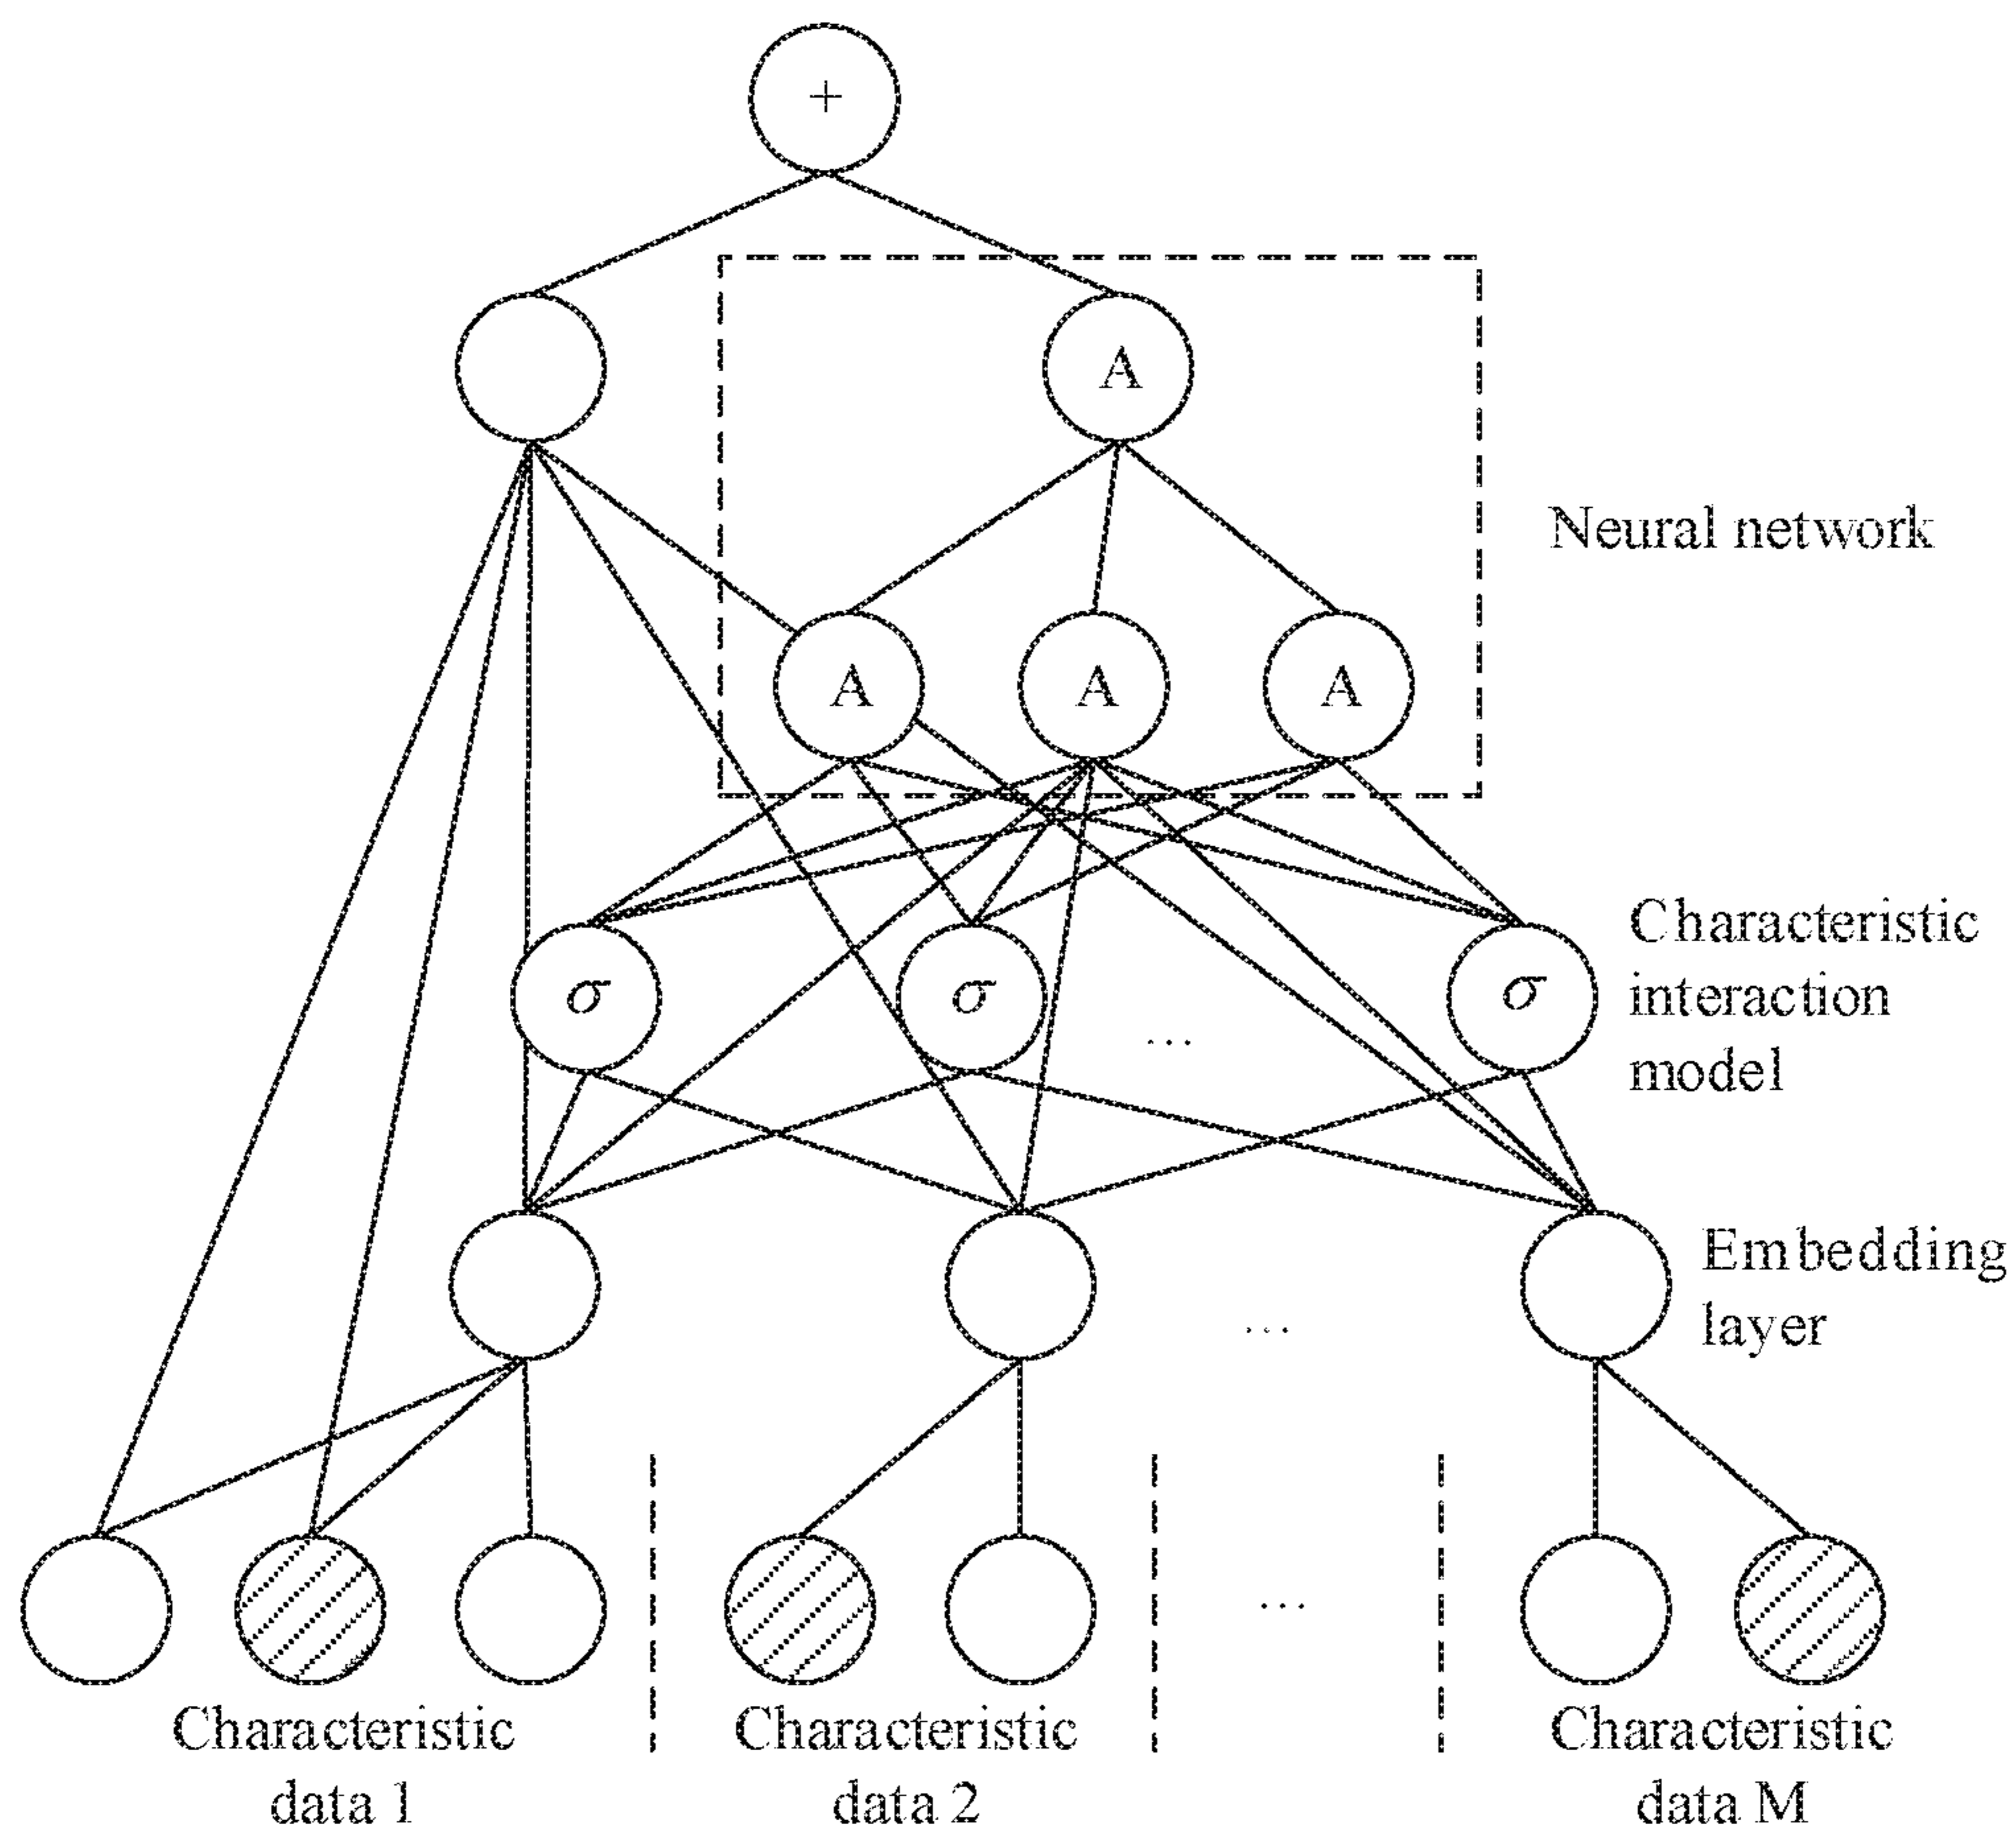 +
A
Neural network
A A A
Characteristic
interaction
model
σ σ ... σ
Embedding
layer
...
...
Characteristic
data 1
Characteristic
data 2
Characteristic
data M